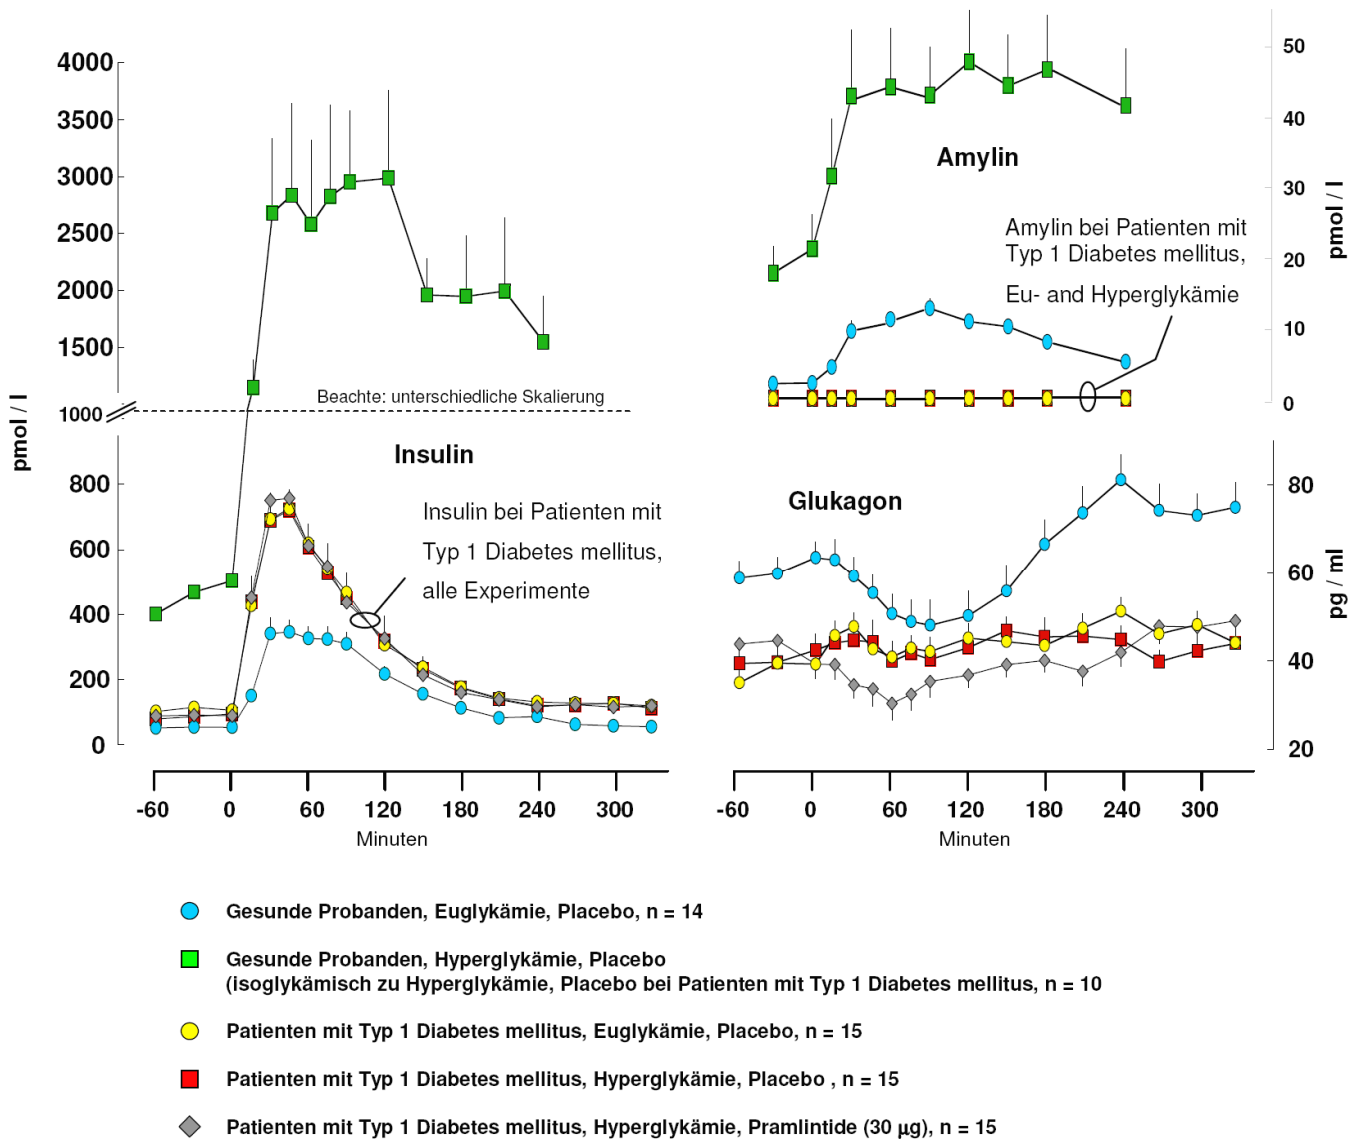 4000
3500
3000
2500
2000
1500
1000
pmol / l
Beachte: unterschiedliche Skalierung
Insulin
800
600
400
200
0
Insulin bei Patienten mit
Typ 1 Diabetes mellitus,
alle Experimente
-60 0 60 120 180 240 300
Minuten
50
40
30
20
10
0
pmol / l
Amylin
Amylin bei Patienten mit
Typ 1 Diabetes mellitus,
Eu- and Hyperglykämie
Glukagon
80
60
40
20
pg / ml
-60 0 60 120 180 240 300
Minuten
Gesunde Probanden, Euglykämie, Placebo, n = 14
Gesunde Probanden, Hyperglykämie, Placebo
(isoglykämisch zu Hyperglykämie, Placebo bei Patienten mit Typ 1 Diabetes mellitus, n = 10
Patienten mit Typ 1 Diabetes mellitus, Euglykämie, Placebo, n = 15
Patienten mit Typ 1 Diabetes mellitus, Hyperglykämie, Placebo , n = 15
Patienten mit Typ 1 Diabetes mellitus, Hyperglykämie, Pramlintide (30 µg), n = 15